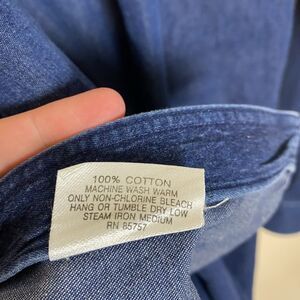 100% COTTON
MACHINE WASH WARM
ONLY NON-CHLORINE BLEACH
HANG OR TUMBLE DRY LOW
STEAM IRON MEDIUM
RN 85757